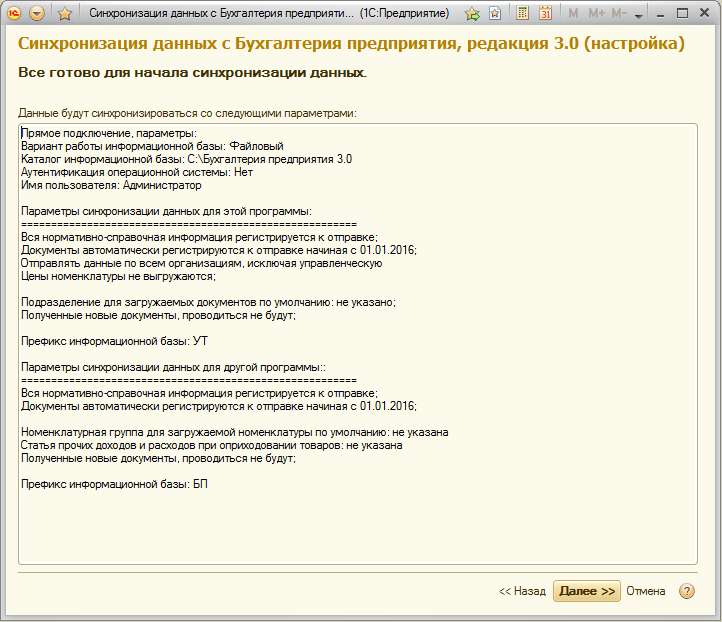 Синхронизация данных с Бухгалтерия предприяти... (1С:Предприятие)
M M+ M-
Синхронизация данных с Бухгалтерия предприятия, редакция 3.0 (настройка)
Все готово для начала синхронизации данных.
Данные будут синхронизироваться со следующими параметрами:
Прямое подключение, параметры:
Вариант работы информационной базы: Файловый
Каталог информационной базы: C:\Бухгалтерия предприятия 3.0
Аутентификация операционной системы: Нет
Имя пользователя: Администратор
Параметры синхронизации данных для этой программы:
========================================================
Вся нормативно-справочная информация регистрируется к отправке;
Документы автоматически регистрируются к отправке начиная с 01.01.2016;
Отправлять данные по всем организациям, исключая управленческую
Цены номенклатуры не выгружаются;
Подразделение для загружаемых документов по умолчанию: не указано;
Полученные новые документы, проводиться не будут;
Префикс информационной базы: УТ
Параметры синхронизации данных для другой программы::
========================================================
Вся нормативно-справочная информация регистрируется к отправке;
Документы автоматически регистрируются к отправке начиная с 01.01.2016;
Номенклатурная группа для загружаемой номенклатуры по умолчанию: не указана
Статья прочих доходов и расходов при оприходовании товаров: не указана
Полученные новые документы, проводиться не будут;
Префикс информационной базы: БП
<< Назад Далее >> Отмена ?